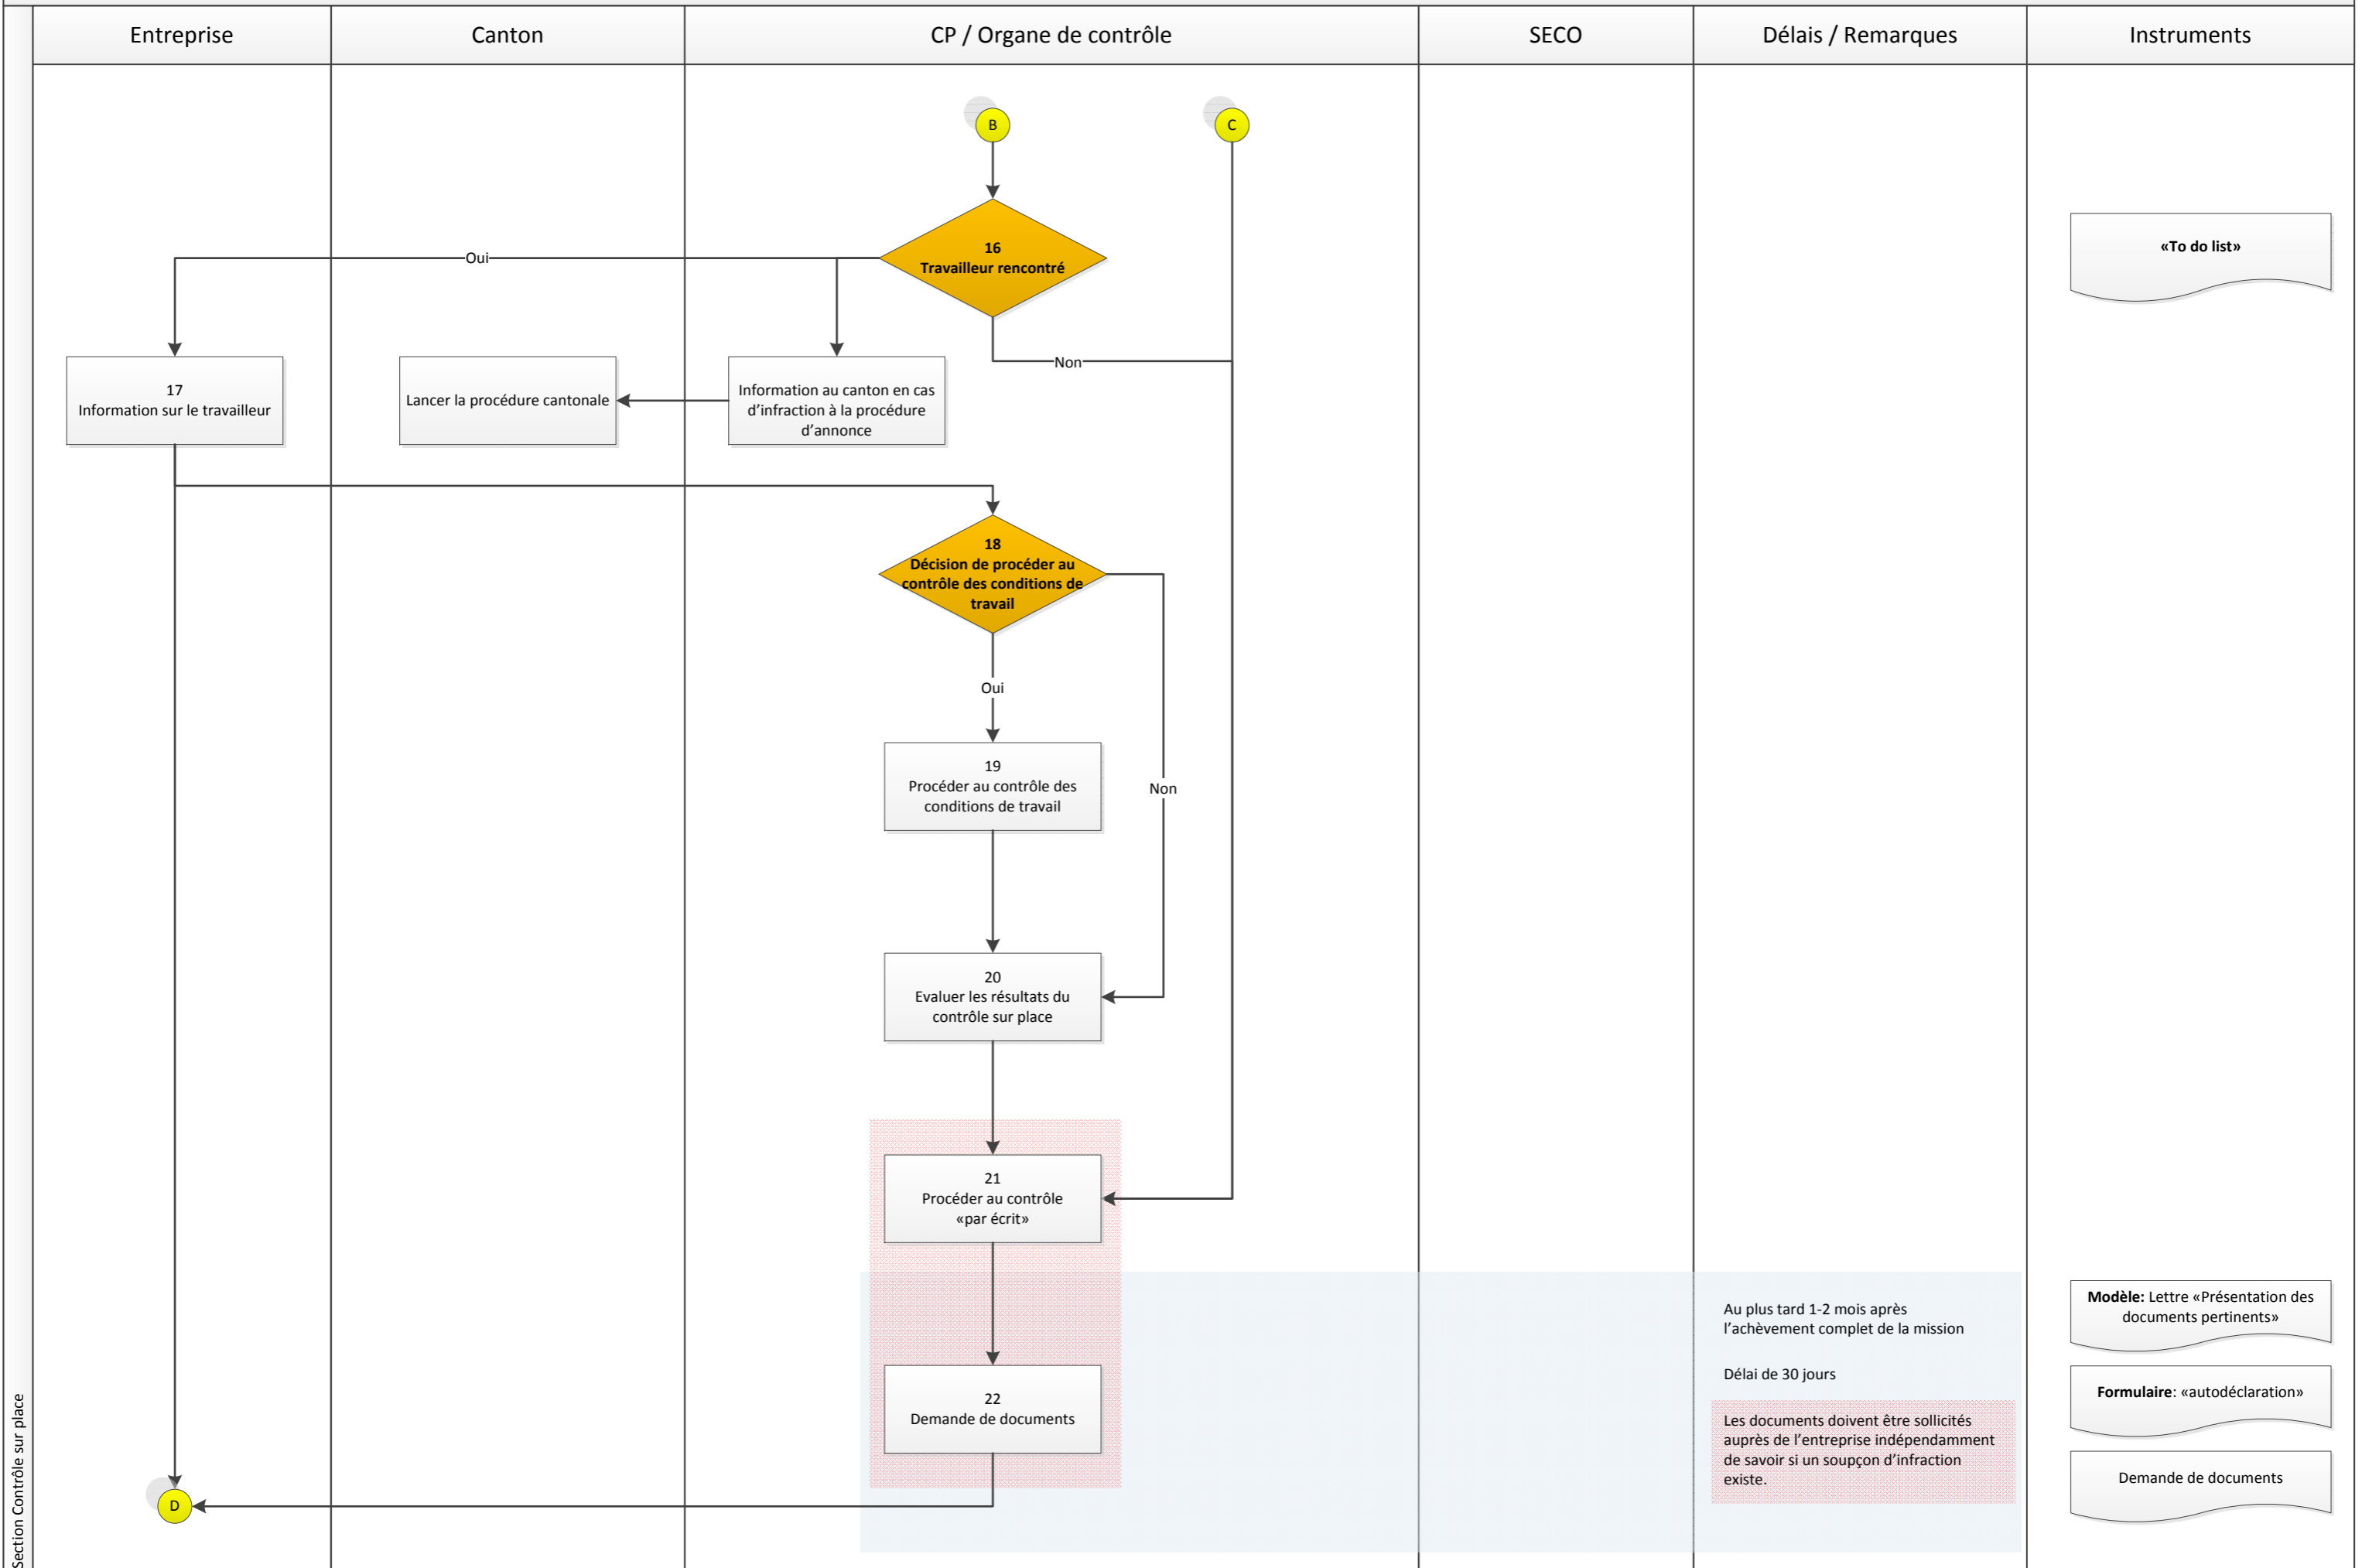 Entreprise
Canton
CP / Organe de contrôle
SECO
Délais / Remarques
Instruments
B
C
16
Travailleur rencontré
«To do list»
Oui
Non
17
Information sur le travailleur
Lancer la procédure cantonale
Information au canton en cas
d’infraction à la procédure
d’annonce
18
Décision de procéder au
contrôle des conditions de
travail
Oui
Non
19
Procéder au contrôle des
conditions de travail
20
Evaluer les résultats du
contrôle sur place
21
Procéder au contrôle
«par écrit»
22
Demande de documents
Au plus tard 1-2 mois après
l’achèvement complet de la mission
Délai de 30 jours
Les documents doivent être sollicités
auprès de l’entreprise indépendamment
de savoir si un soupçon d’infraction
existe.
Modèle: Lettre «Présentation des
documents pertinents»
Formulaire: «autodéclaration»
Demande de documents
D
Section Contrôle sur place